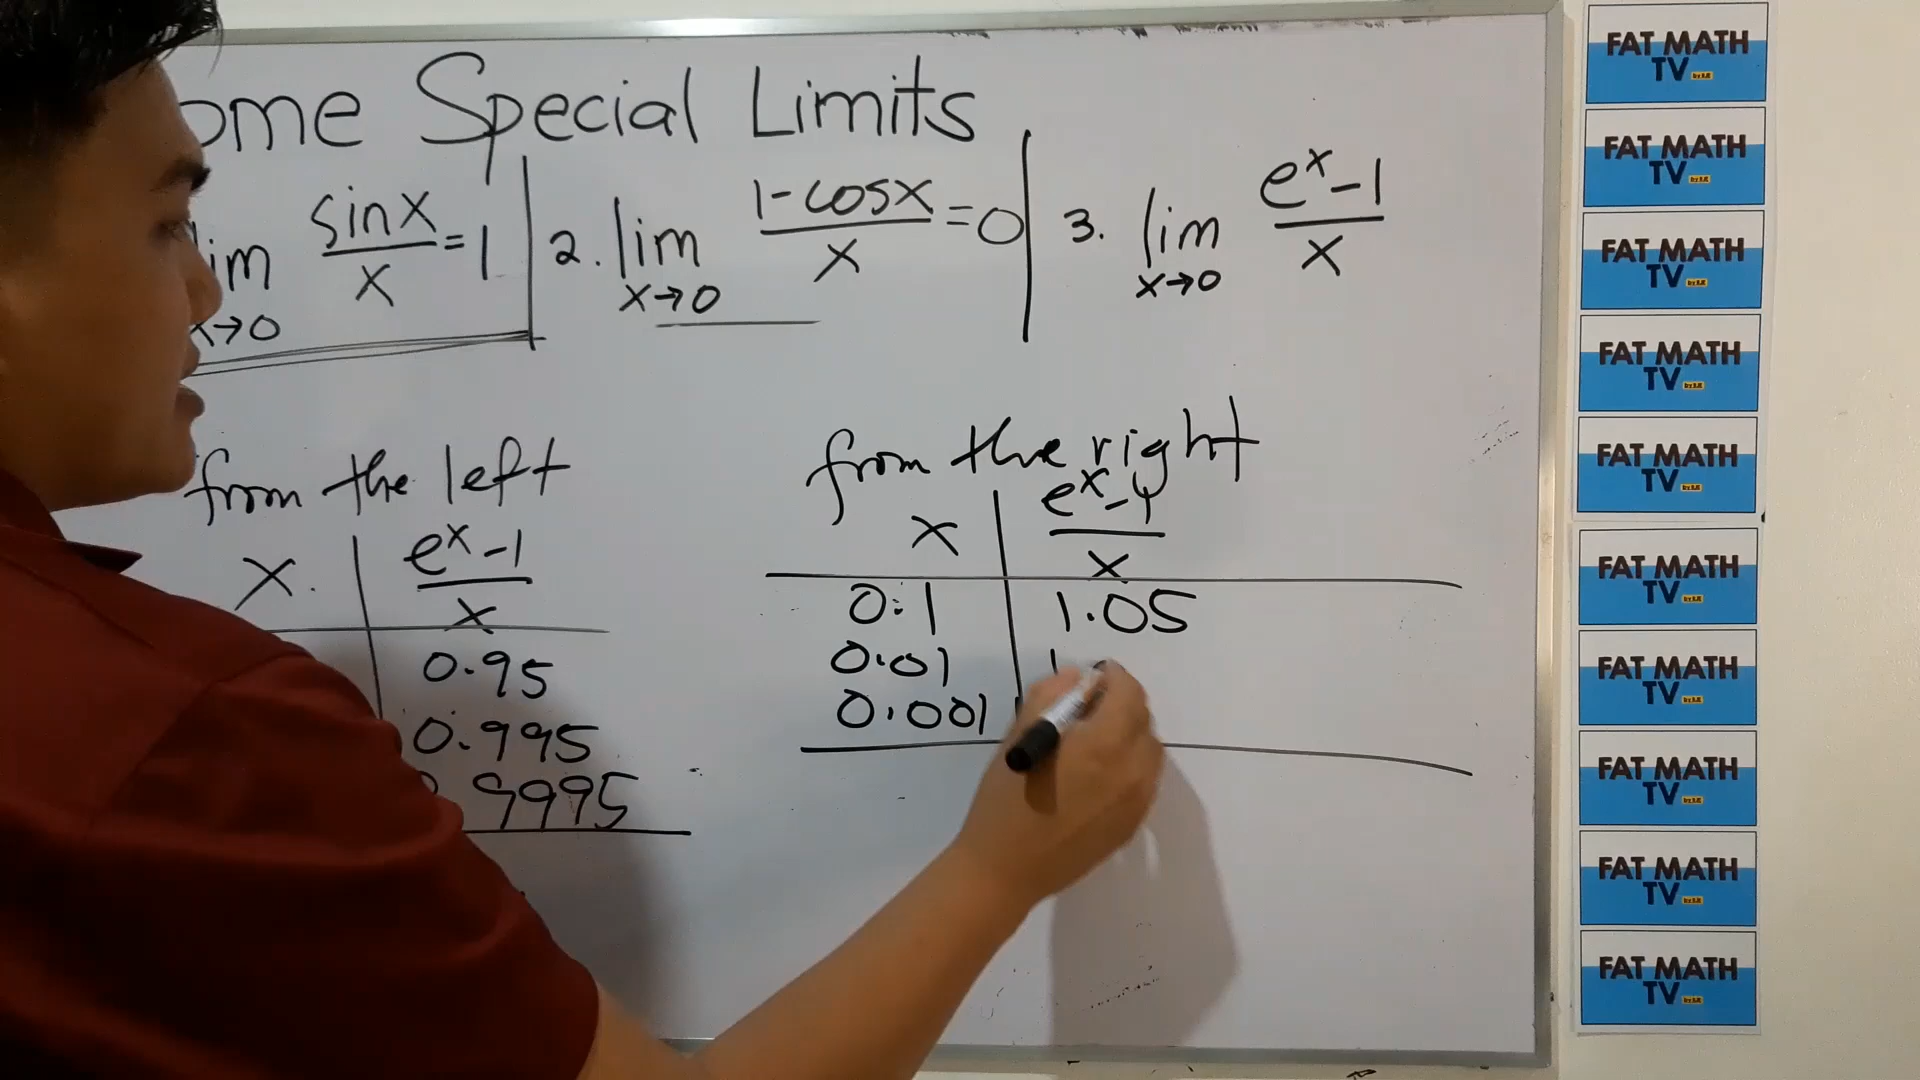 ome Special Limits
im x→0 sinx/x = 1
2. lim x→0 1-cosx/x = 0
3. lim x→0 e^x-1/x
from the left
x. e^x-1/x
0.95
0.995
.9995
from the right
x e^x-1/x
0.1 1.05
0.01 1
0.001
FAT MATH
TV
FAT MATH
TV
FAT MATH
TV
FAT MATH
TV
FAT MATH
TV
FAT MATH
TV
FAT MATH
TV
FAT MATH
TV
FAT MATH
TV
FAT MATH
TV